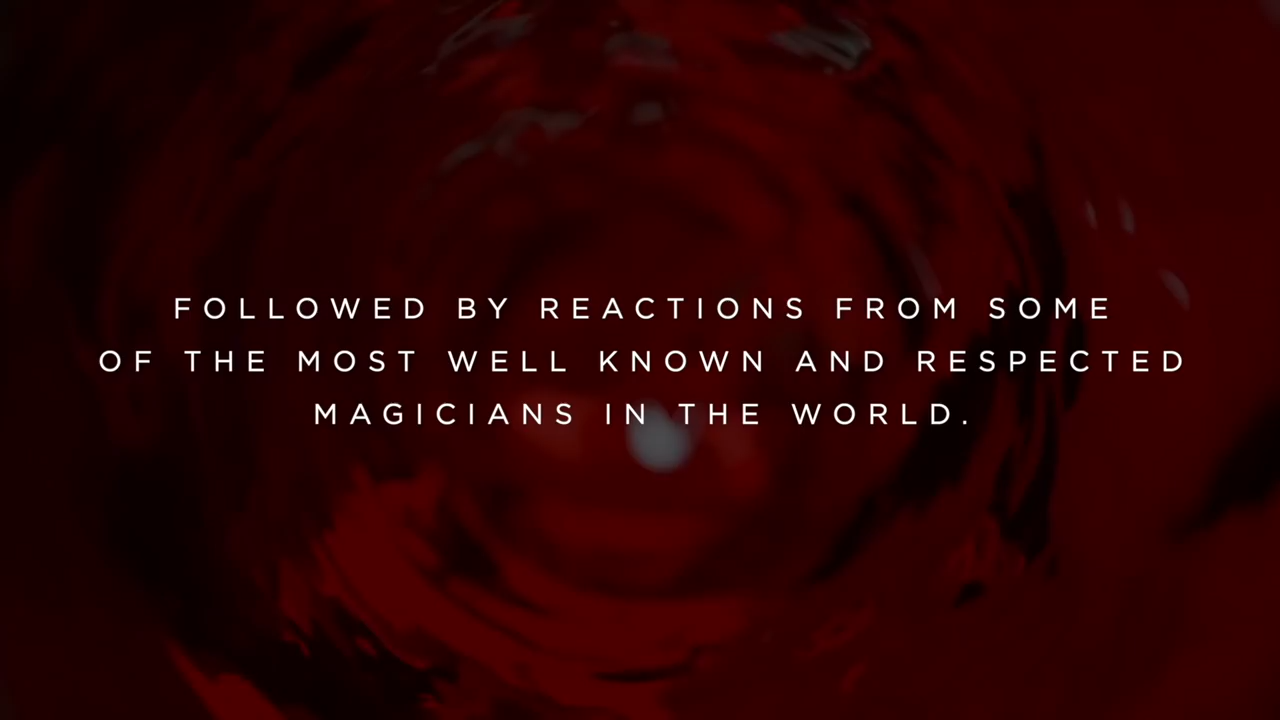 FOLLOWED BY REACTIONS FROM SOME
OF THE MOST WELL KNOWN AND RESPECTED
MAGICIANS IN THE WORLD.